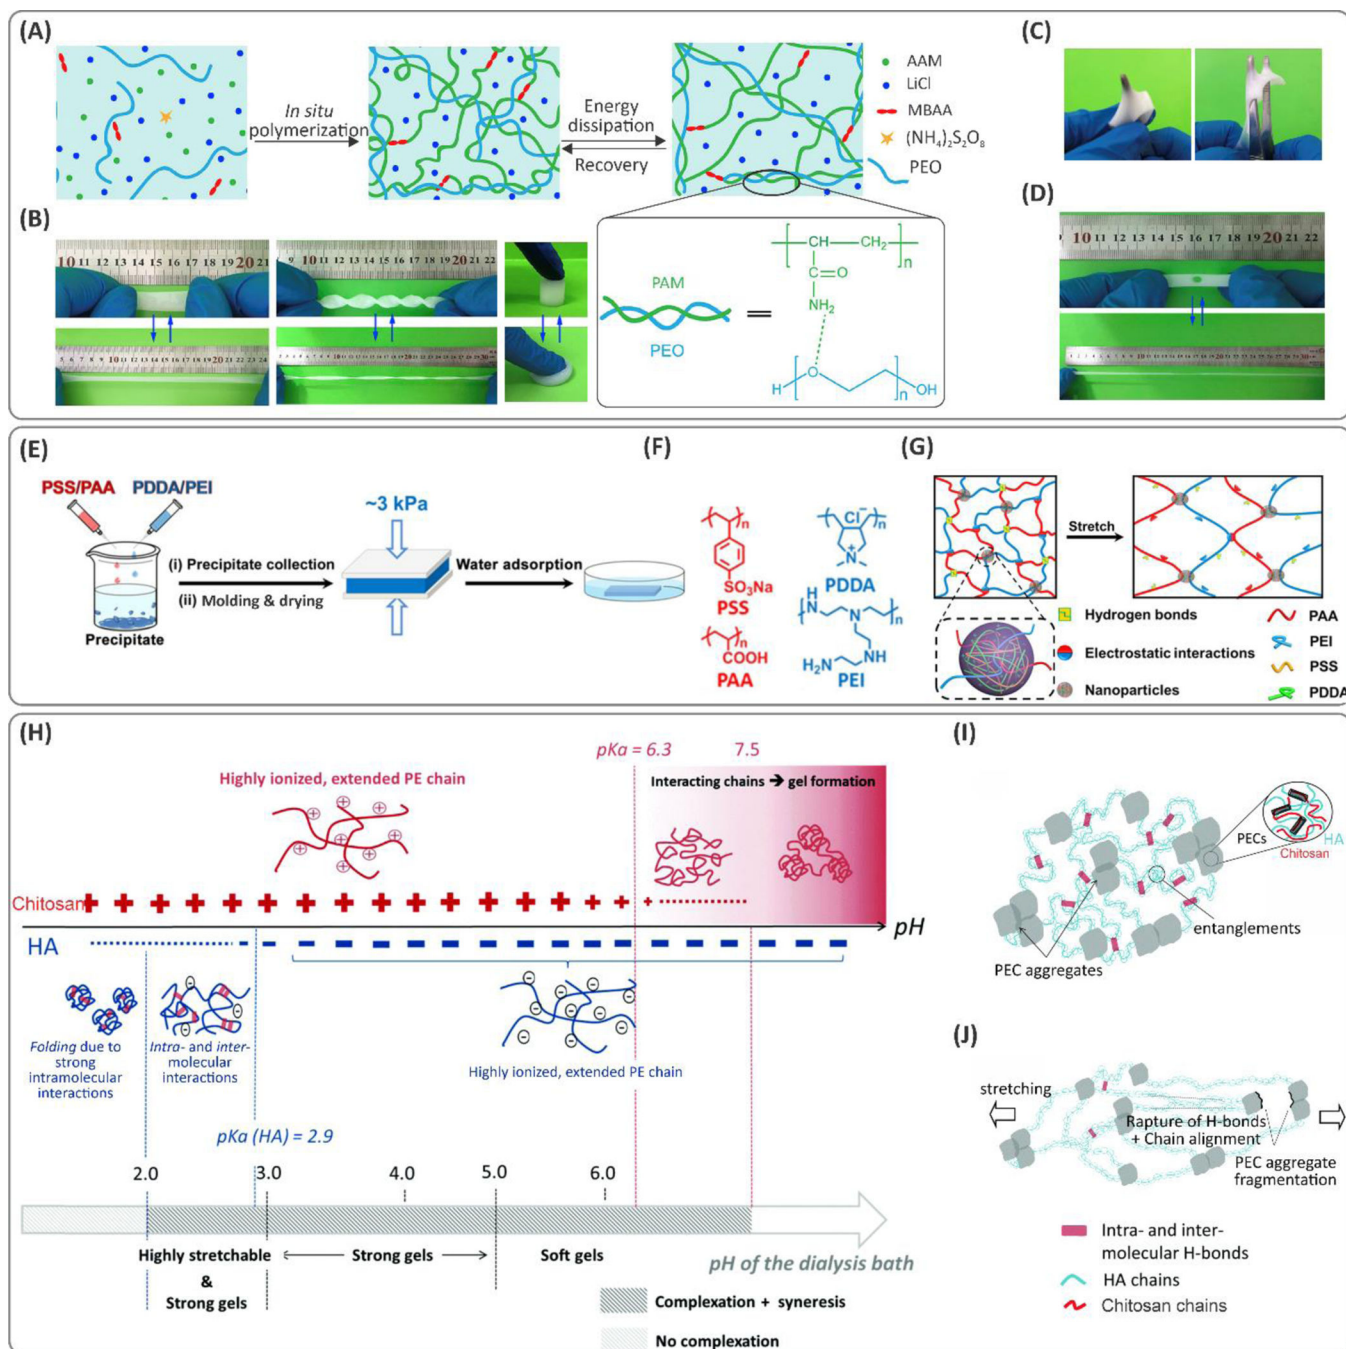 (A)
In situ
polymerization
Energy
dissipation
Recovery
AAM
LiCl
MBAA
(NH₄)₂S₂O₈
PEO
(B)
PAM
PEO
CH
CH₂
n
C
O
NH₂
H
O
n
OH
(C)
(D)
(E)
PSS/PAA
PDDA/PEI
Precipitate
(i) Precipitate collection
(ii) Molding & drying
~3 kPa
Water adsorption
(F)
n
SO₃Na
PSS
n
COOH
PAA
Cl⁻
n
N
+
PDDA
H
N
N
n
NH
H₂N
PEI
(G)
Stretch
Hydrogen bonds
Electrostatic interactions
Nanoparticles
PAA
PEI
PSS
PDDA
(H)
pKa = 6.3
7.5
Highly ionized, extended PE chain
Interacting chains ➔ gel formation
Chitosan
pH
HA
Folding due to
strong
intramolecular
interactions
Intra- and inter-
molecular
interactions
Highly ionized, extended PE chain
pKa (HA) = 2.9
2.0
3.0
4.0
5.0
6.0
Highly stretchable
&
Strong gels
Strong gels
Soft gels
pH of the dialysis bath
Complexation + syneresis
No complexation
(I)
PECs
HA
Chitosan
entanglements
PEC aggregates
(J)
stretching
Rapture of H-bonds
+ Chain alignment
PEC aggregate
fragmentation
Intra- and inter-
molecular H-bonds
HA chains
Chitosan chains